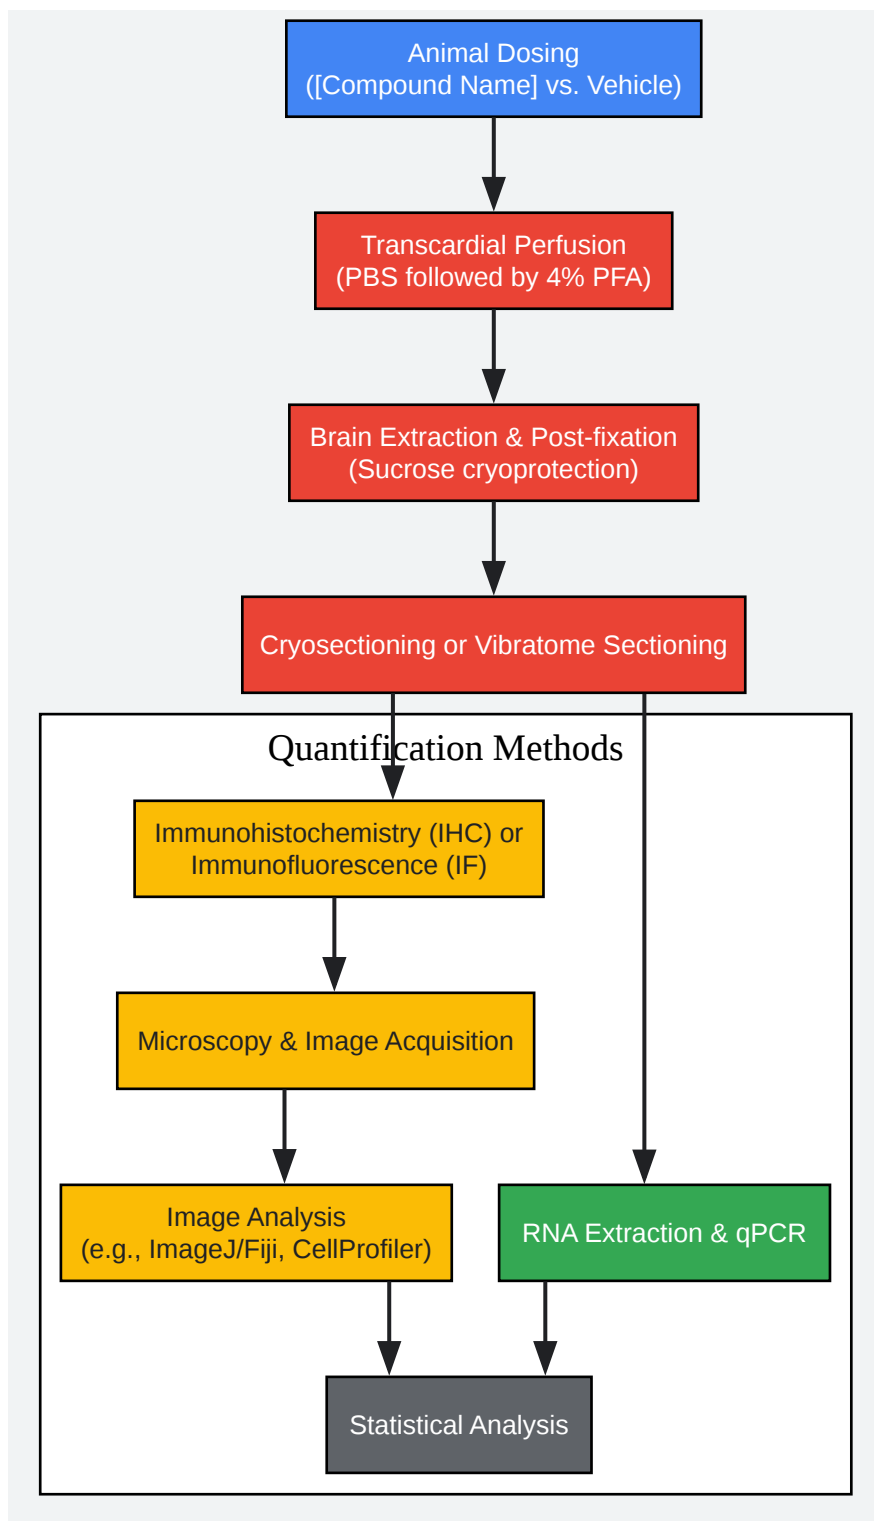 Animal Dosing
([Compound Name] vs. Vehicle)
Transcardial Perfusion
(PBS followed by 4% PFA)
Brain Extraction & Post-fixation
(Sucrose cryoprotection)
Cryosectioning or Vibratome Sectioning
Quantification Methods
Immunohistochemistry (IHC) or
Immunofluorescence (IF)
Microscopy & Image Acquisition
Image Analysis
(e.g., ImageJ/Fiji, CellProfiler)
RNA Extraction & qPCR
Statistical Analysis